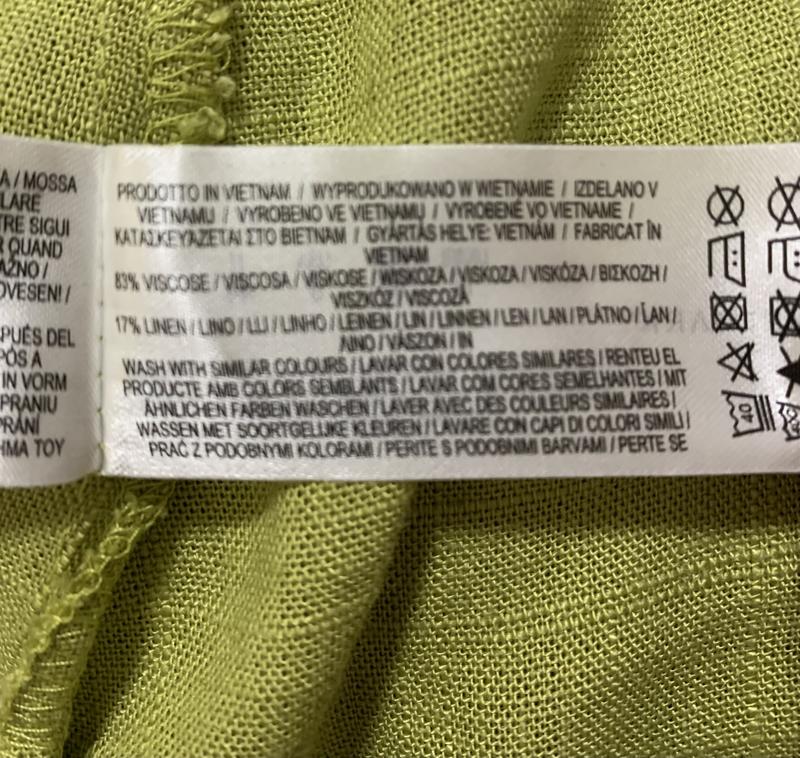 A / MOSSA
LARE
TRE SIGUI
R QUAND
AŽNO /
OVESENI /
PUÉS DEL
PÓS A
IN VORM
PRANIU
PRÁNÍ
HMA TOY
PRODOTTO IN VIETNAM / WYPRODUKOWANO W WIETNAMIE / IZDELANO V
VIETNAMU / VYROBENO VE VIETNAMU / VYROBENÉ VO VIETNAME /
ΚΑΤΑΣΚΕΥΑΖΕΤΑΙ ΣΤΟ ΒΙΕΤΝΑΜ / GYÁRTÁS HELYE: VIETNÁM / FABRICAT ÎN
VIETNAM
83% VISCOSE / VISCOSA / VISKOSE / WISKOZA / VISKOZA / VISKÓZA / ΒΙΣΚΟΖΗ /
VISZKÓZ / VISCOZĂ
17% LINEN / LINO / LLI / LINHO / LEINEN / LIN / LINNEN / LEN / LAN / PLÁTNO / ĽAN /
ΛΙΝΟ / VÁSZON / IN
WASH WITH SIMILAR COLOURS / LAVAR CON COLORES SIMILARES / RENTEU EL
PRODUCTE AMB COLORS SEMBLANTS / LAVAR COM CORES SEMELHANTES / MIT
ÄHNLICHEN FARBEN WASCHEN / LAVER AVEC DES COULEURS SIMILAIRES /
WASSEN MET SOORTGELIJKE KLEUREN / LAVARE CON CAPI DI COLORI SIMILI /
PRAĆ Z PODOBNYMI KOLORAMI / PERITE S PODOBNIMI BARVAMI / PERTE SE
40